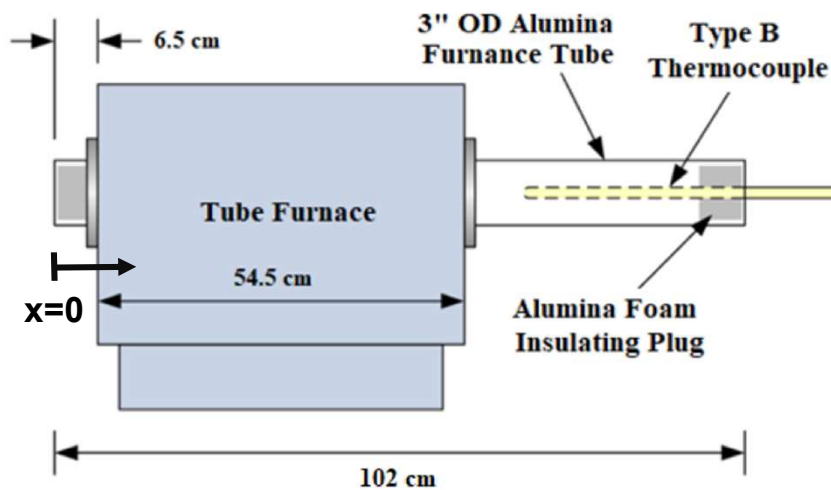 6.5 cm
3" OD Alumina
Furnance Tube
Type B
Thermocouple
Tube Furnace
x=0
54.5 cm
Alumina Foam
Insulating Plug
102 cm